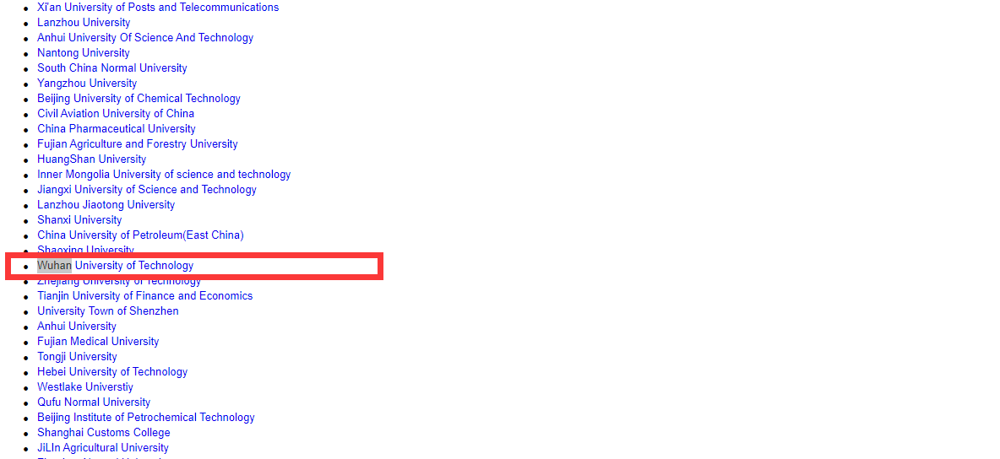 Xi'an University of Posts and Telecommunications
Lanzhou University
Anhui University Of Science And Technology
Nantong University
South China Normal University
Yangzhou University
Beijing University of Chemical Technology
Civil Aviation University of China
China Pharmaceutical University
Fujian Agriculture and Forestry University
HuangShan University
Inner Mongolia University of science and technology
Jiangxi University of Science and Technology
Lanzhou Jiaotong University
Shanxi University
China University of Petroleum(East China)
Shaoxing University
Wuhan University of Technology
Zhejiang University of Technology
Tianjin University of Finance and Economics
University Town of Shenzhen
Anhui University
Fujian Medical University
Tongji University
Hebei University of Technology
Westlake Universtiy
Qufu Normal University
Beijing Institute of Petrochemical Technology
Shanghai Customs College
JiLIn Agricultural University